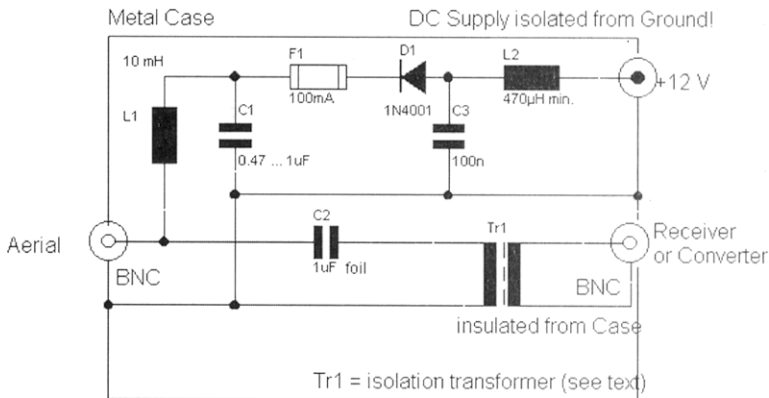 Metal Case
DC Supply isolated from Ground!
10 mH
F1
D1
L2
100mA
1N4001
470µH min.
+12 V
L1
C1
C3
0.47 ... 1uF
100n
C2
Tr1
Aerial
Receiver
or Converter
BNC
1uF foil
BNC
insulated from Case
Tr1 = isolation transformer (see text)